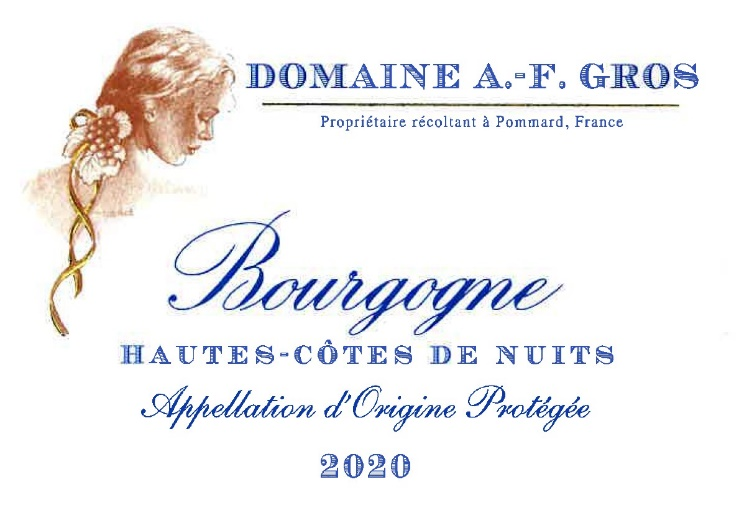 DOMAINE A.-F. GROS
Propriétaire récoltant à Pommard, France
Bourgogne
HAUTES-CÔTES DE NUITS
Appellation d'Origine Protégée
2020